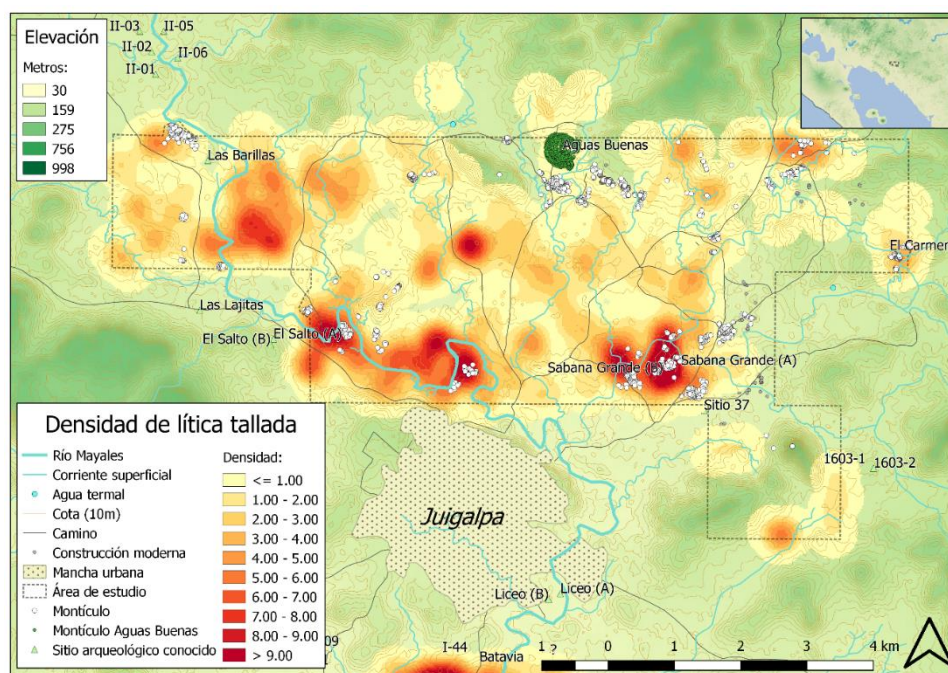 II-03
II-05
II-02
II-06
II-01
Elevación
Metros:
30
159
275
756
998
Las Barillas
Aguas Buenas
El Carmen
Las Lajitas
El Salto (B)
El Salto (A)
Sabana Grande (B)
Sabana Grande (A)
Sitio 37
1603-1
1603-2
Juigalpa
Liceo (B)
Liceo (A)
I-44
Batavia
Densidad de lítica tallada
Río Mayales
Corriente superficial
Agua termal
Cota (10m)
Camino
Construcción moderna
Mancha urbana
Área de estudio
Montículo
Montículo Aguas Buenas
Sitio arqueológico conocido
Densidad:
<= 1.00
1.00 - 2.00
2.00 - 3.00
3.00 - 4.00
4.00 - 5.00
5.00 - 6.00
6.00 - 7.00
7.00 - 8.00
8.00 - 9.00
> 9.00
1 ? 0 1 2 3 4 km